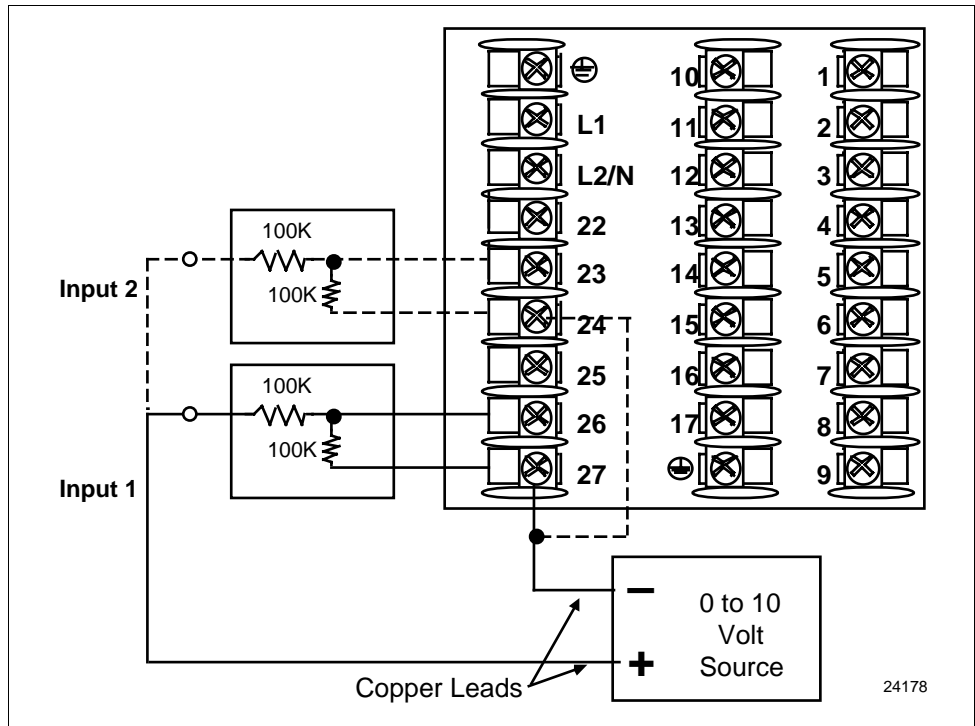 10 1
L1 11 2
L2/N 12 3
22 13 4
100K
23 14 5
Input 2
100K
24 15 6
25 16 7
100K
26 17 8
100K
27 9
Input 1
− 0 to 10
Volt
+ Source
Copper Leads
24178